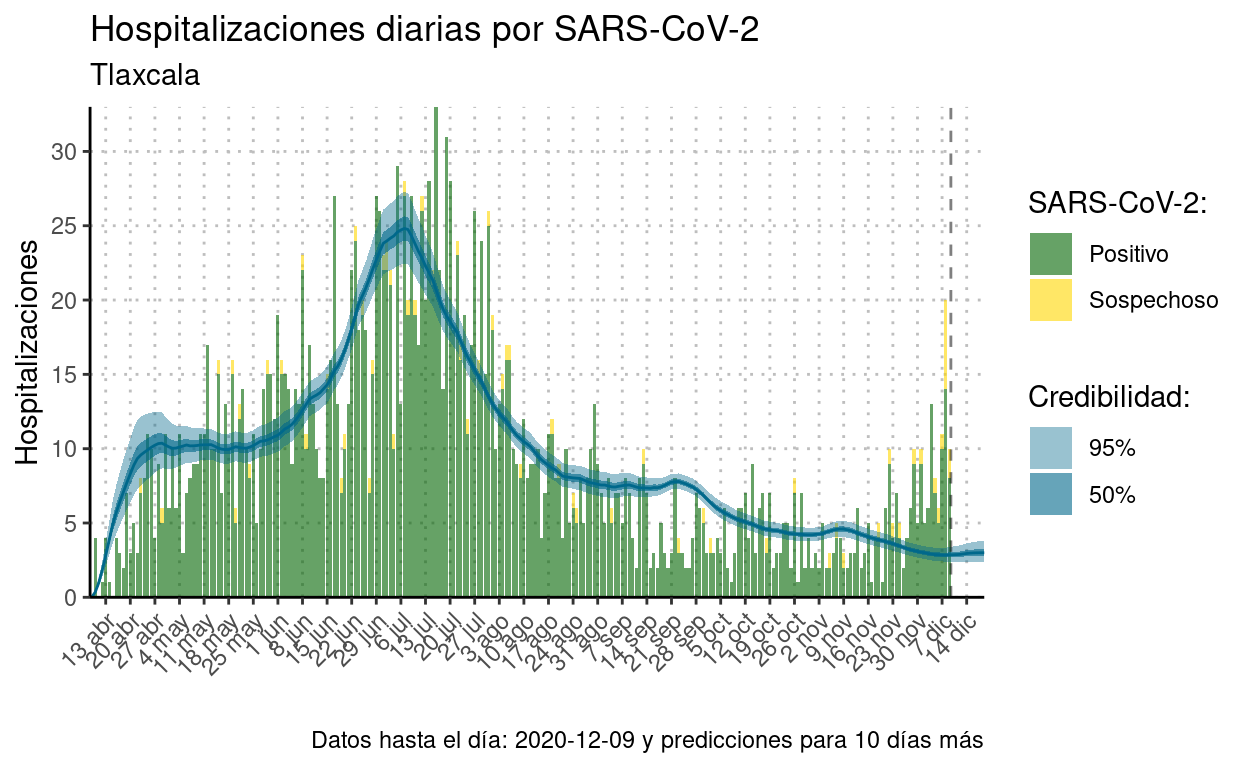 Hospitalizaciones diarias por SARS-CoV-2
Tlaxcala
Hospitalizaciones
30
25
20
15
10
5
0
13 abr
20 abr
27 abr
4 may
11 may
18 may
25 may
1 jun
8 jun
15 jun
22 jun
29 jun
6 jul
13 jul
20 jul
27 jul
3 ago
10 ago
17 ago
24 ago
31 ago
7 sep
14 sep
21 sep
28 sep
5 oct
12 oct
19 oct
26 oct
2 nov
9 nov
16 nov
23 nov
30 nov
7 dic
14 dic
SARS-CoV-2:
Positivo
Sospechoso
Credibilidad:
95%
50%
Datos hasta el día: 2020-12-09 y predicciones para 10 días más